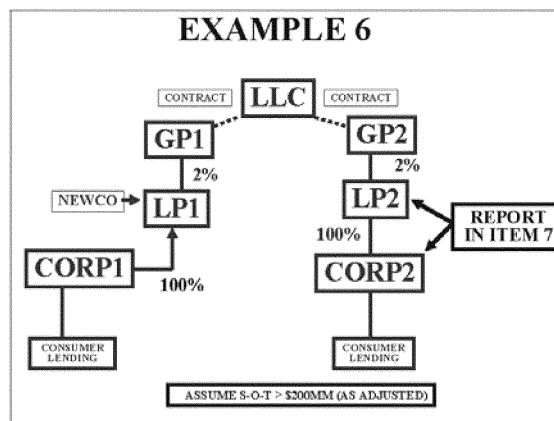 EXAMPLE 6
CONTRACT
LLC
CONTRACT
GP1
GP2
2%
2%
NEWCO
LP1
LP2
REPORT
IN ITEM 7
100%
CORP1
100%
CORP2
CONSUMER
LENDING
CONSUMER
LENDING
ASSUME S-O-T > $200MM (AS ADJUSTED)